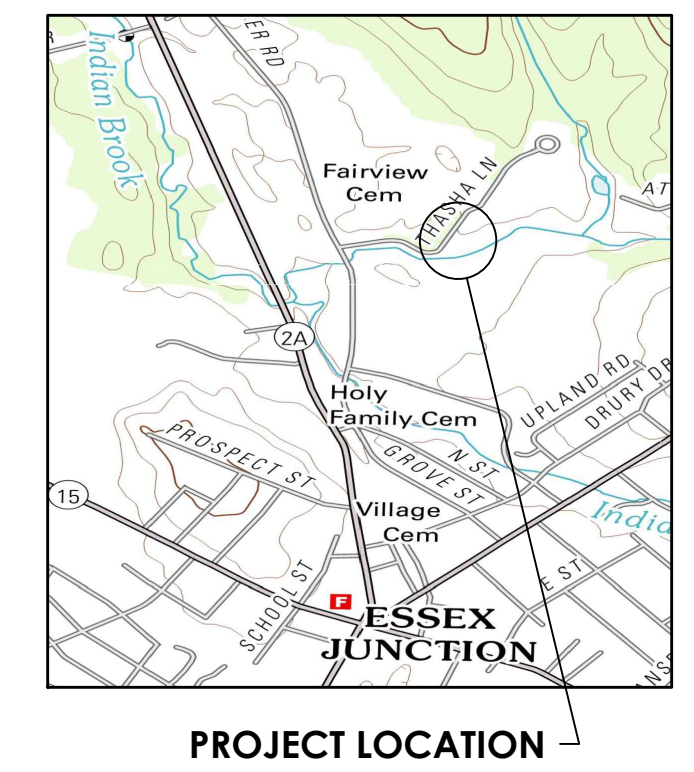 R
ER RD
Indian Brook
Fairview
Cem
THASHA LN
AT
2A
Holy
Family Cem
UPLAND RD
DRURY DR
PROSPECT ST
N ST
GROVE ST
15
Village
Cem
India
SCHOOL ST
E ST
F
ESSEX
JUNCTION
ANS
PROJECT LOCATION